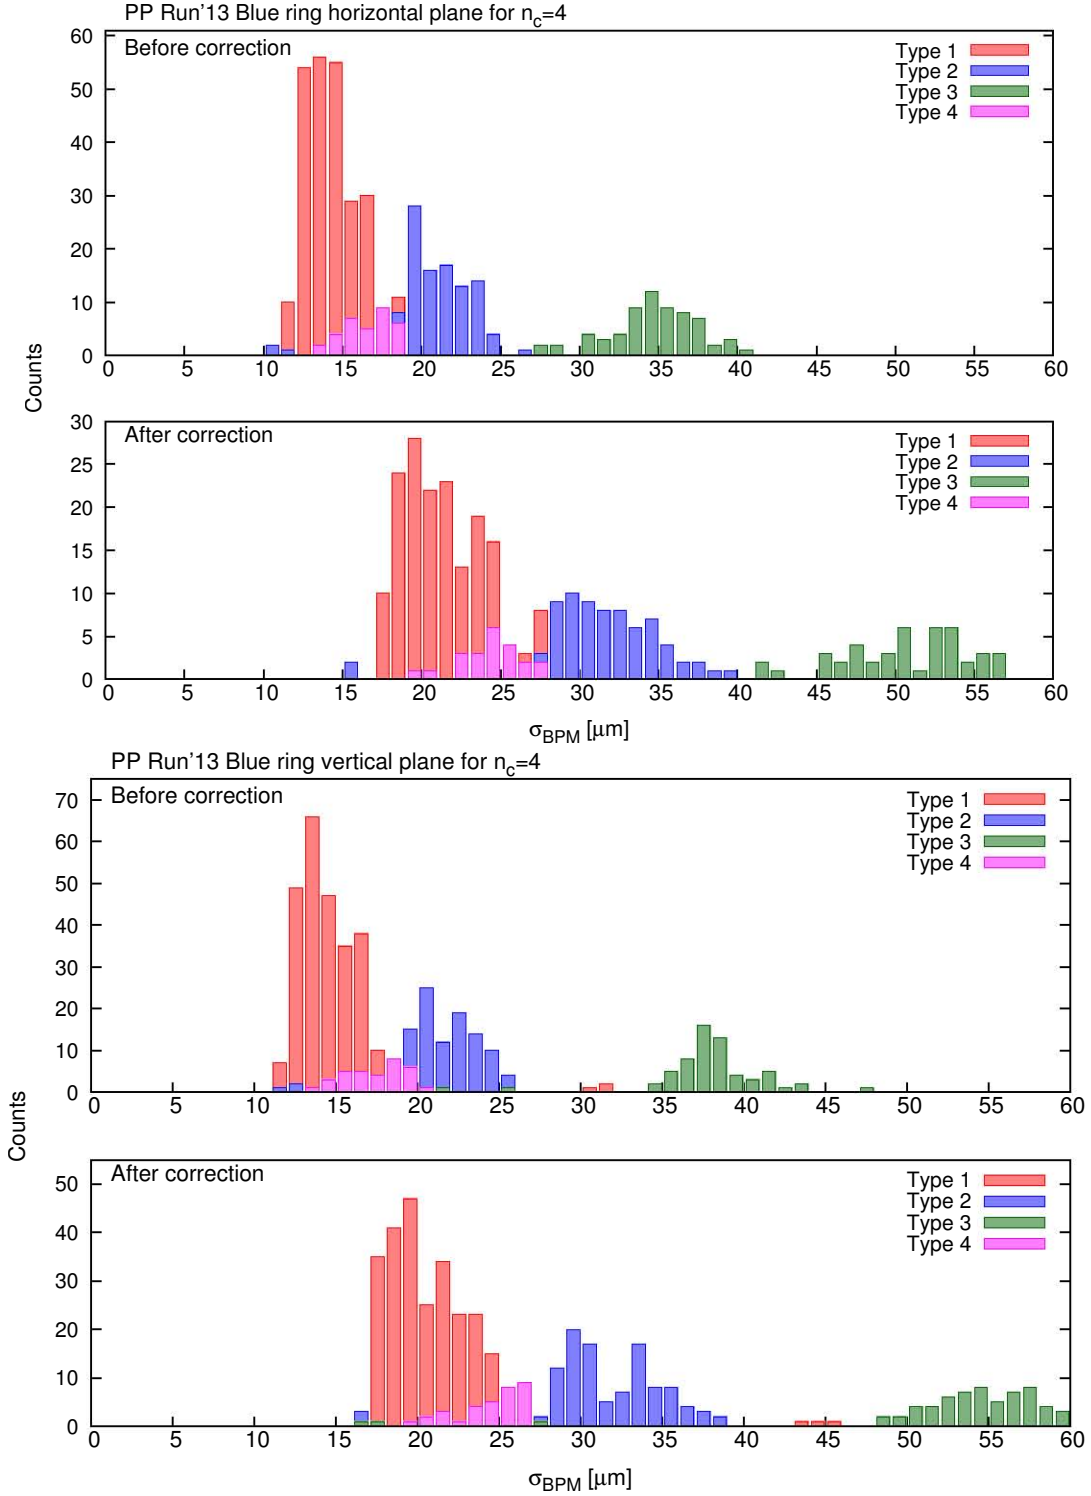 PP Run'13 Blue ring horizontal plane for n_c=4
Before correction
Type 1
Type 2
Type 3
Type 4
60
50
40
30
20
10
0
0 5 10 15 20 25 30 35 40 45 50 55 60
Counts
After correction
Type 1
Type 2
Type 3
Type 4
30
25
20
15
10
5
0
0 5 10 15 20 25 30 35 40 45 50 55 60
σ_BPM [μm]
PP Run'13 Blue ring vertical plane for n_c=4
Before correction
Type 1
Type 2
Type 3
Type 4
70
60
50
40
30
20
10
0
0 5 10 15 20 25 30 35 40 45 50 55 60
Counts
After correction
Type 1
Type 2
Type 3
Type 4
50
40
30
20
10
0
0 5 10 15 20 25 30 35 40 45 50 55 60
σ_BPM [μm]